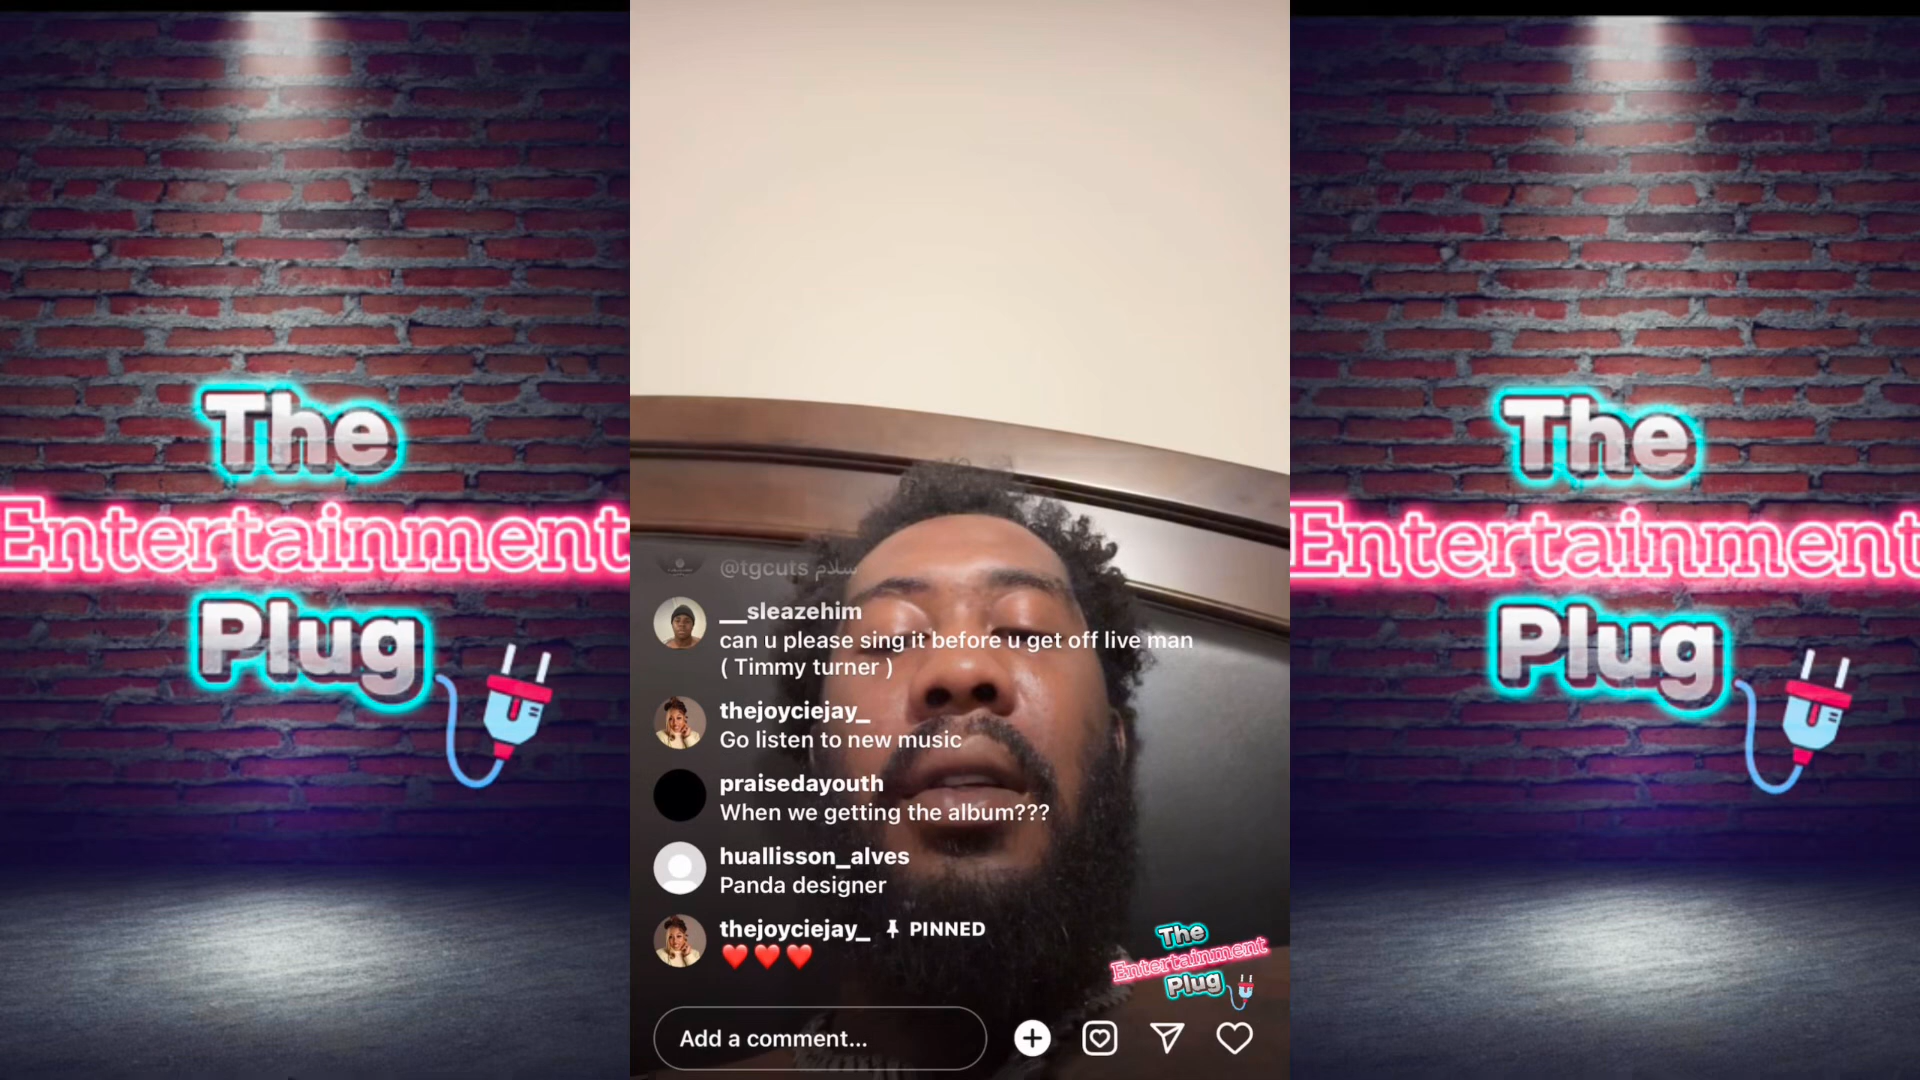 The
Entertainment
Plug
@tgcuts سلام
__sleazehim
can u please sing it before u get off live man
( Timmy turner )
thejoyciejay_
Go listen to new music
praisedayouth
When we getting the album???
huallisson_alves
Panda designer
thejoyciejay_ PINNED
❤️❤️❤️
Add a comment...
The
Entertainment
Plug
The
Entertainment
Plug